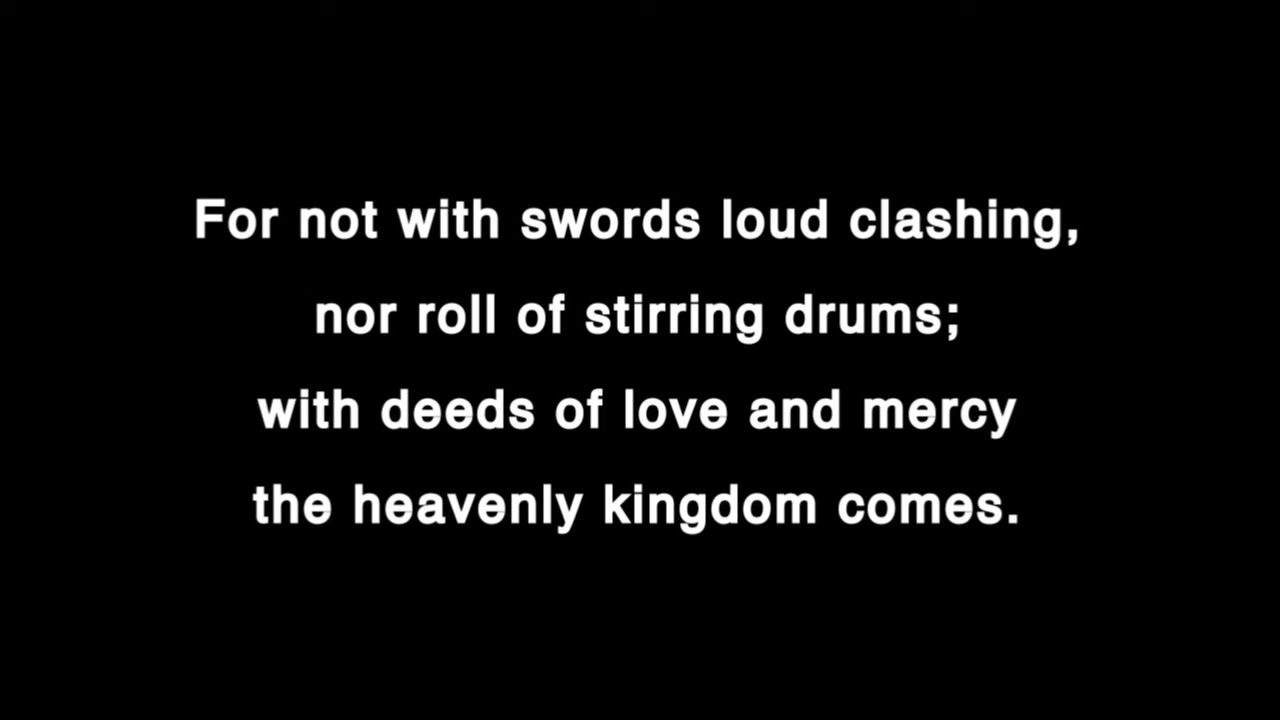 For not with swords loud clashing,
nor roll of stirring drums;
with deeds of love and mercy
the heavenly kingdom comes.